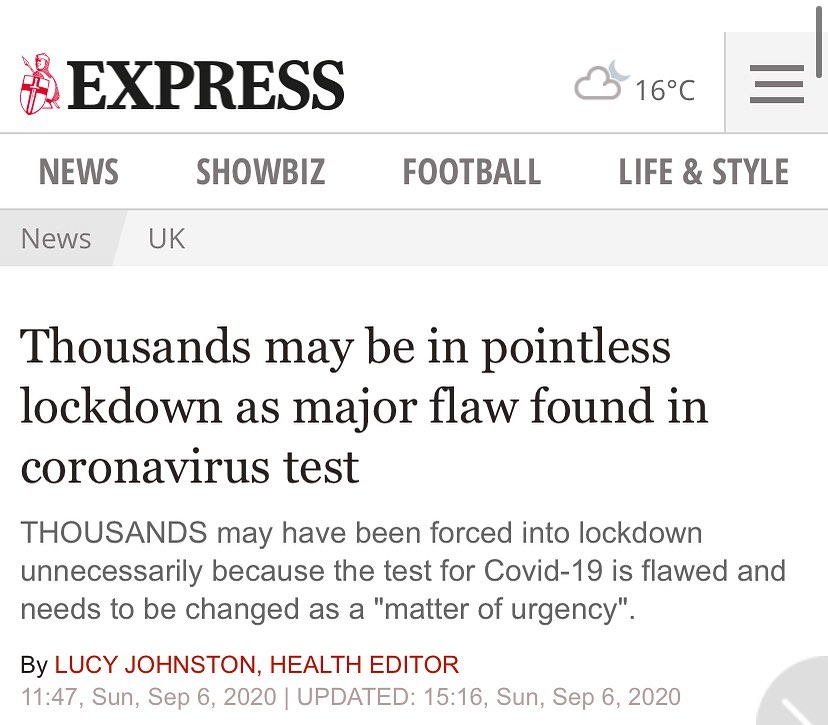 EXPRESS
16°C
NEWS SHOWBIZ FOOTBALL LIFE & STYLE
News UK
Thousands may be in pointless
lockdown as major flaw found in
coronavirus test
THOUSANDS may have been forced into lockdown
unnecessarily because the test for Covid-19 is flawed and
needs to be changed as a "matter of urgency".
By LUCY JOHNSTON, HEALTH EDITOR
11:47, Sun, Sep 6, 2020 | UPDATED: 15:16, Sun, Sep 6, 2020